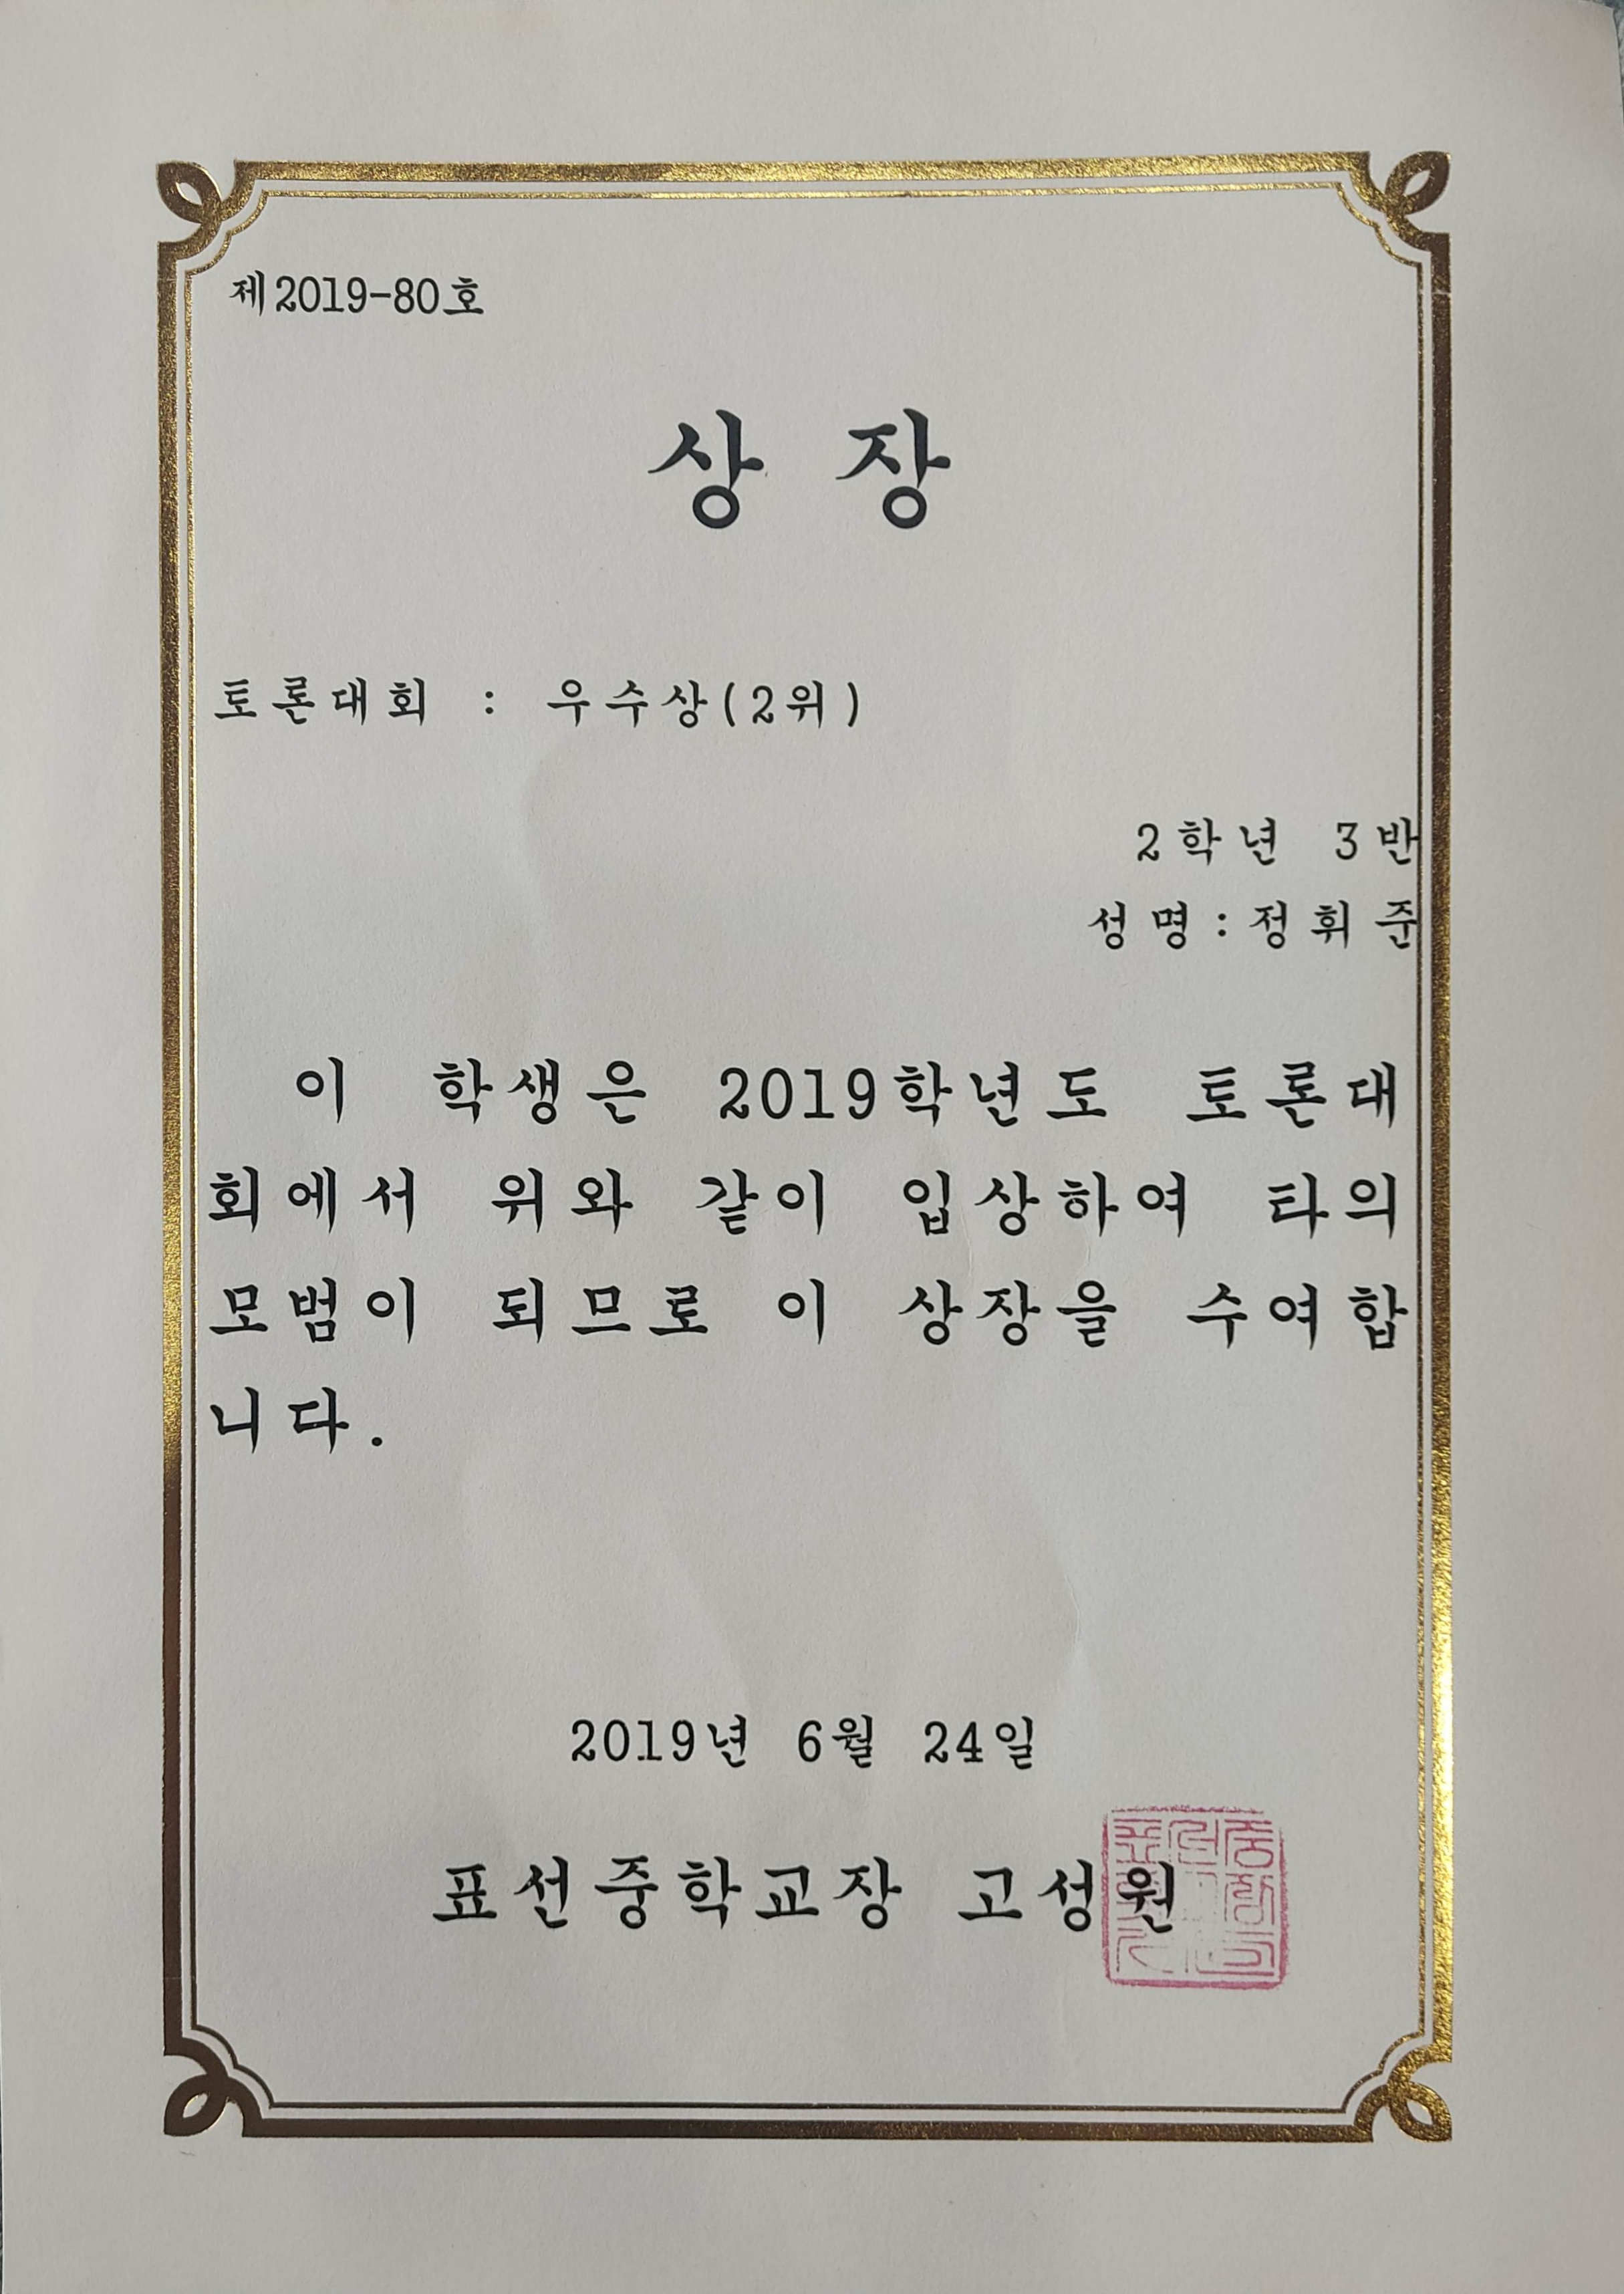 제2019-80호
상 장
토론대회 : 우수상(2위)
2학년 3반
성명:정휘준
이 학생은 2019학년도 토론대
회에서 위와 같이 입상하여 타의
모범이 되므로 이 상장을 수여합
니다.
2019년 6월 24일
표선중학교장 고성원